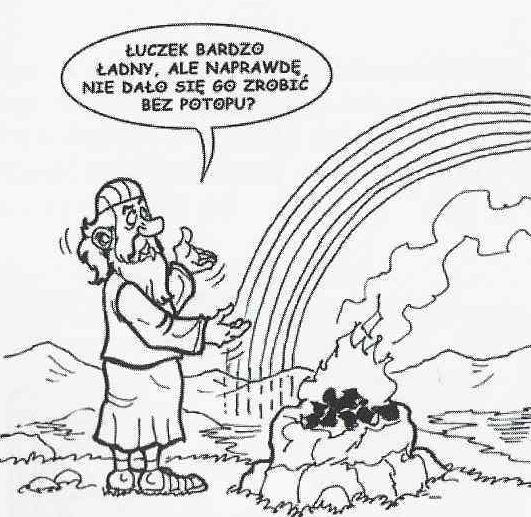 ŁUCZEK BARDZO
ŁADNY, ALE NAPRAWDĘ
NIE DAŁO SIĘ GO ZROBIĆ
BEZ POTOPU?